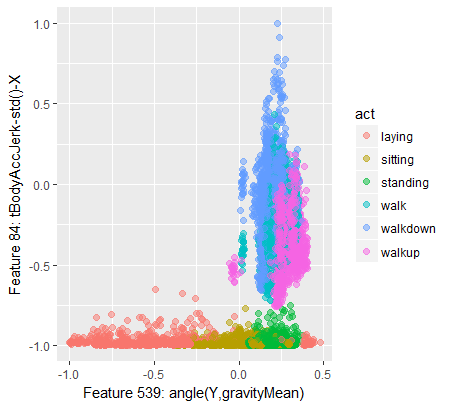 1.0
0.5
0.0
-0.5
-1.0
Feature 84: tBodyAccJerk-std()-X
-1.0 -0.5 0.0 0.5
Feature 539: angle(Y,gravityMean)
act
laying
sitting
standing
walk
walkdown
walkup